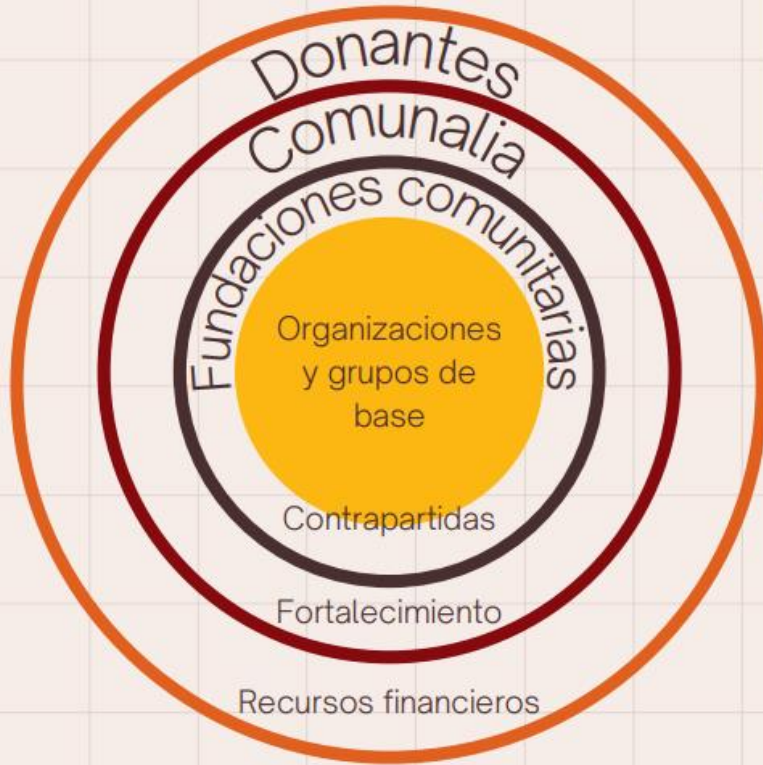 Donantes
Comunalia
Fundaciones comunitarias
Organizaciones
y grupos de
base
Contrapartidas
Fortalecimiento
Recursos financieros